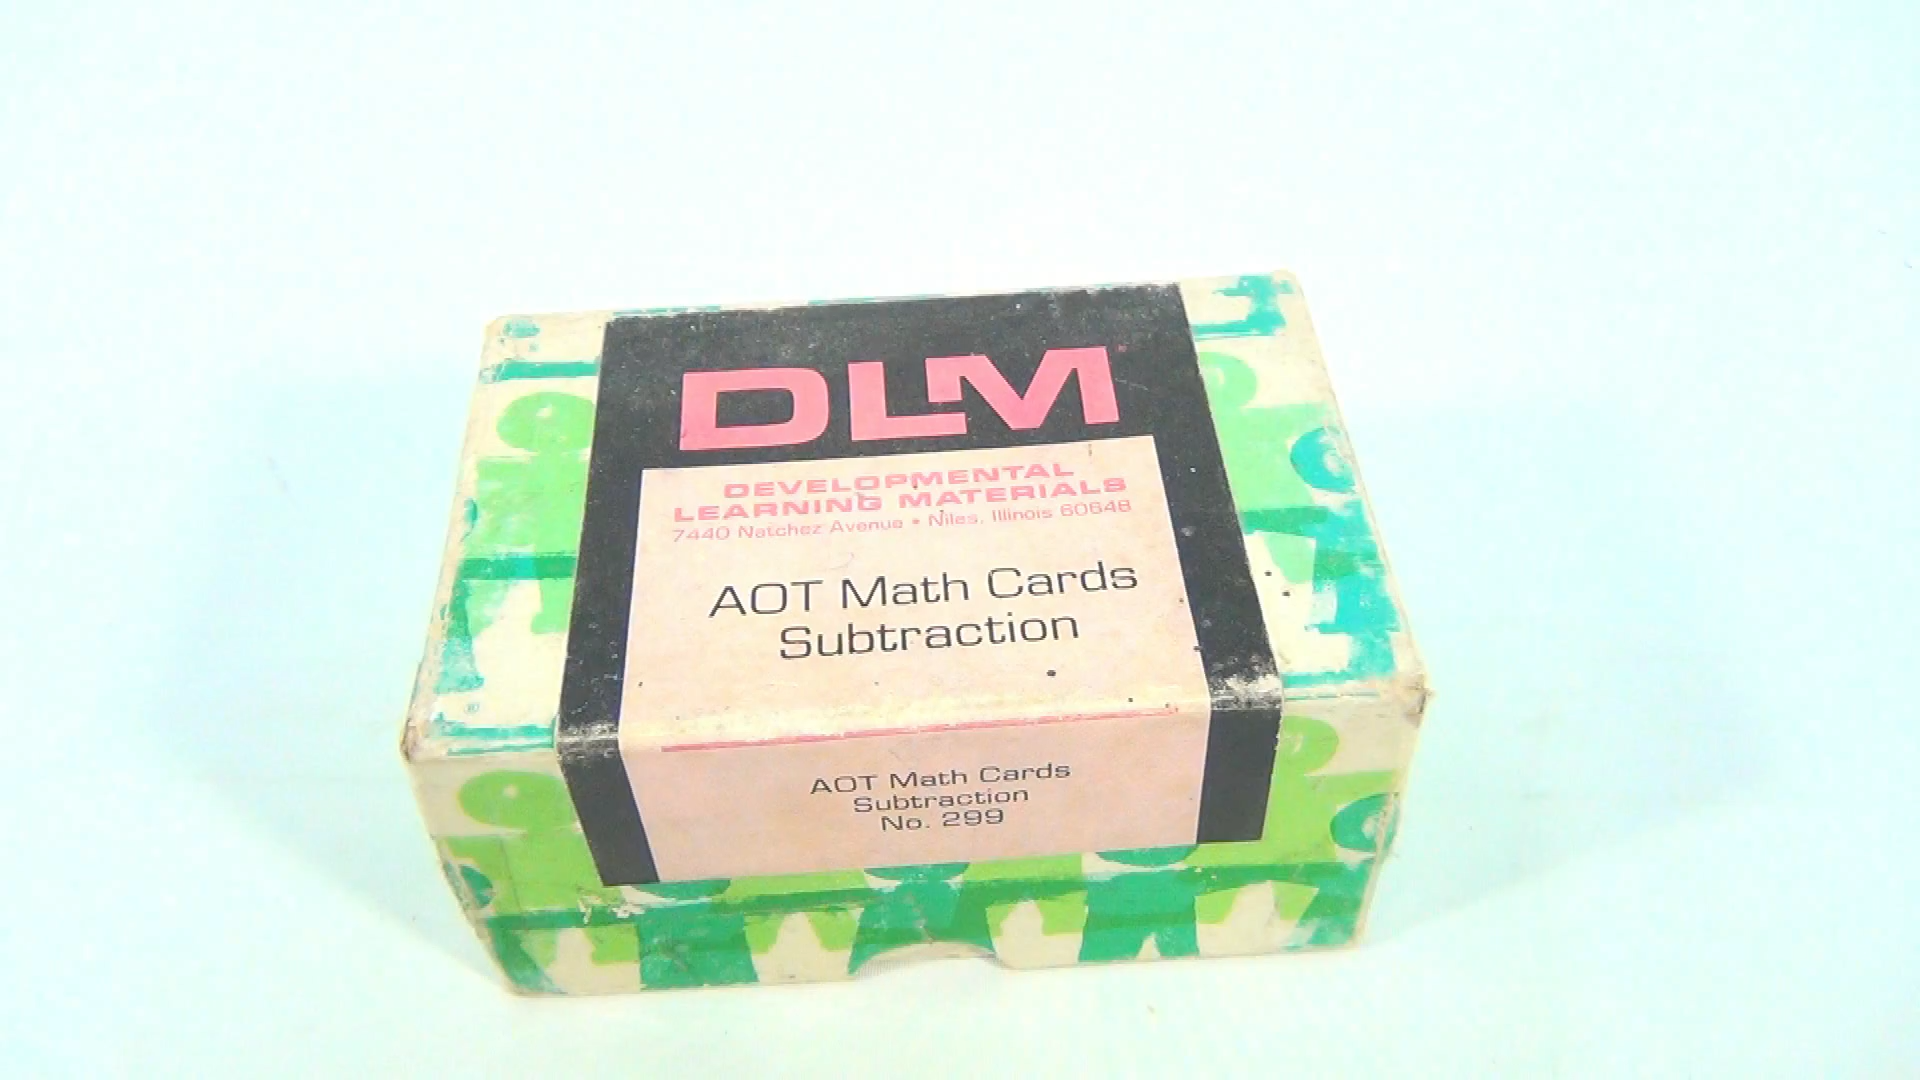 DLM
DEVELOPMENTAL
LEARNING MATERIALS
7440 Natchez Avenue • Niles, Illinois 60648
AOT Math Cards
Subtraction
AOT Math Cards
Subtraction
No. 299